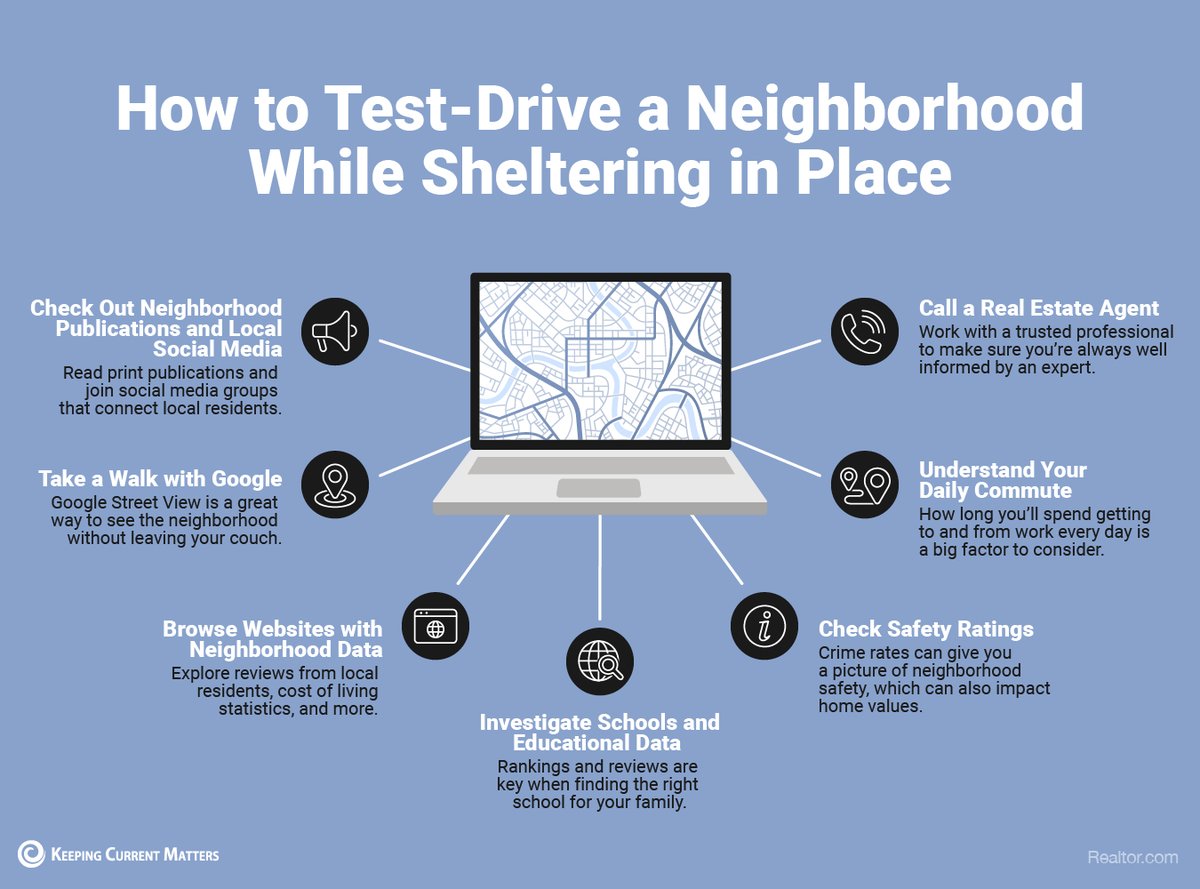 How to Test-Drive a Neighborhood
While Sheltering in Place
Check Out Neighborhood
Publications and Local
Social Media
Read print publications and
join social media groups
that connect local residents.
Take a Walk with Google
Google Street View is a great
way to see the neighborhood
without leaving your couch.
Browse Websites with
Neighborhood Data
Explore reviews from local
residents, cost of living
statistics, and more.
Investigate Schools and
Educational Data
Rankings and reviews are
key when finding the right
school for your family.
Call a Real Estate Agent
Work with a trusted professional
to make sure you’re always well
informed by an expert.
Understand Your
Daily Commute
How long you’ll spend getting
to and from work every day is
a big factor to consider.
Check Safety Ratings
Crime rates can give you
a picture of neighborhood
safety, which can also impact
home values.
KEEPING CURRENT MATTERS
Realtor.com